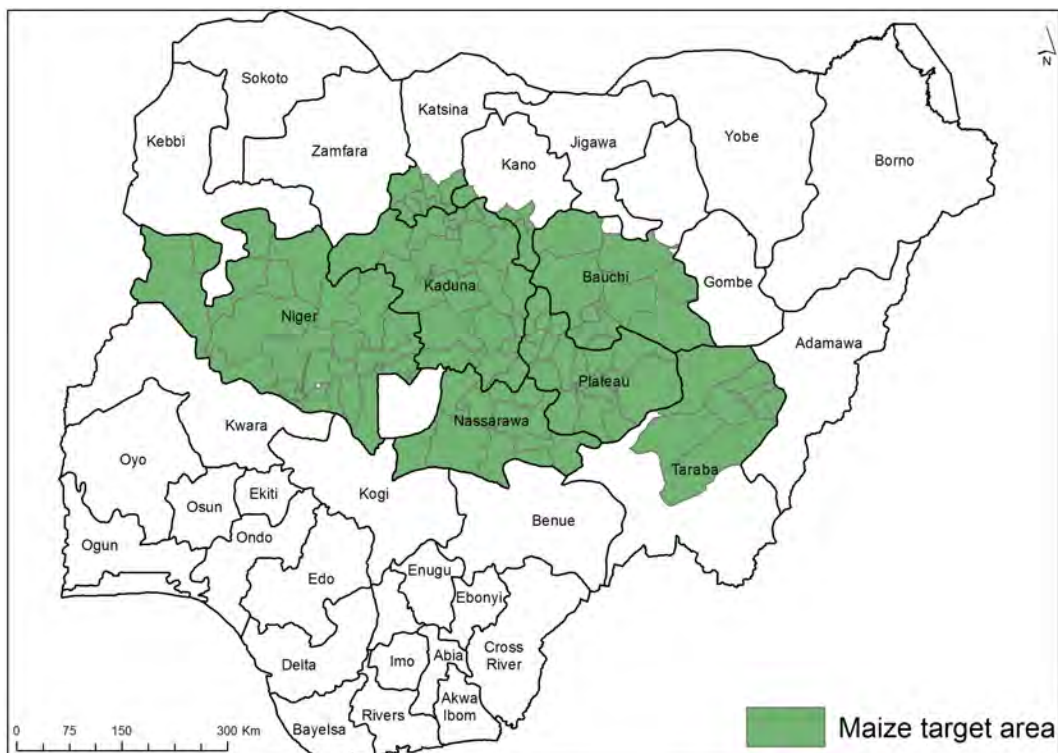 N
Sokoto
Katsina
Kebbi
Zamfara
Kano
Jigawa
Yobe
Borno
Kaduna
Bauchi
Gombe
Niger
Adamawa
Plateau
Kwara
Nassarawa
Oyo
Taraba
Kogi
Osun
Ekiti
Benue
Ogun
Ondo
Enugu
Edo
Ebonyi
Delta
Imo
Abia
Cross
River
Akwa
Ibom
Rivers
Bayelsa
0 75 150 300 Km
Maize target area